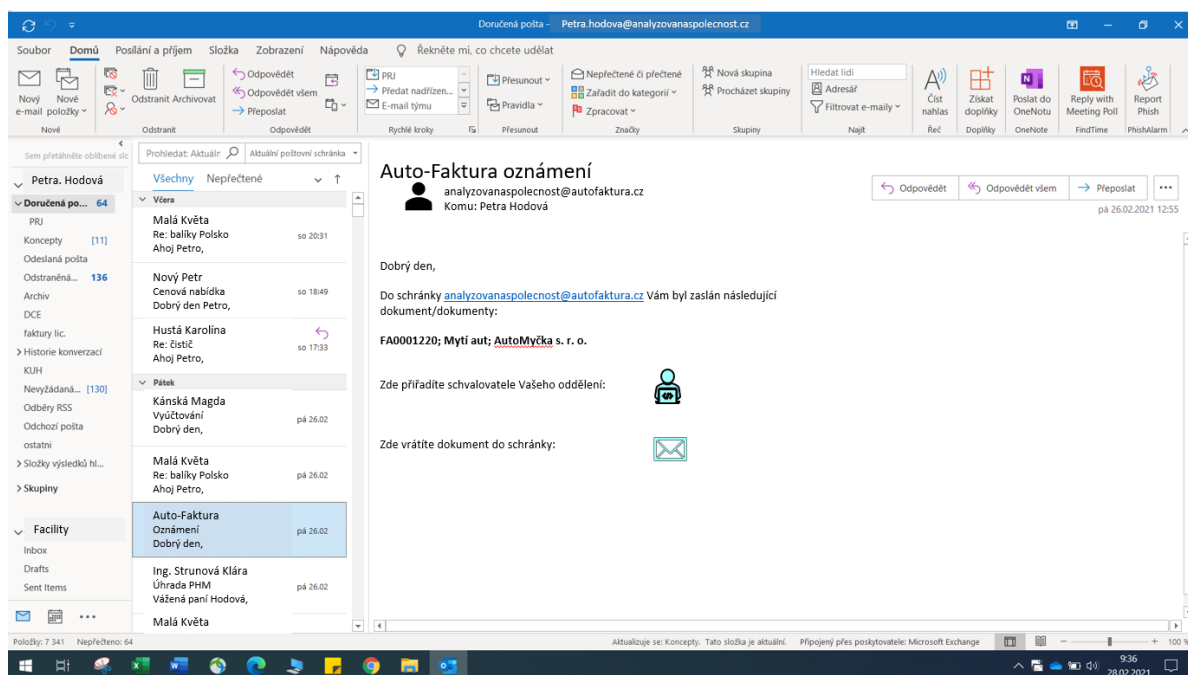 Doručená pošta - Petra.hodova@analyzovanaspolecnost.cz
Soubor Domů Posílání a příjem Složka Zobrazení Nápověda Řekněte mi, co chcete udělat
Nový e-mail
Nové položky
Nové
Odstranit Archivovat
Odstranit
Odpovědět
Odpovědět všem
Přeposlat
Odpovědět
PRJ
Předat nadřízen...
E-mail týmu
Rychlé kroky
Přesunout
Pravidla
Přesunout
Nepřečtené či přečtené
Zařadit do kategorií
Zpracovat
Značky
Nová skupina
Procházet skupiny
Skupiny
Hledat lidi
Adresář
Filtrovat e-maily
Najít
Číst nahlas
Řeč
Získat doplňky
Doplňky
Poslat do OneNotu
OneNote
Reply with Meeting Poll
FindTime
Report Phish
PhishAlarm
Sem přetáhněte oblíbené slc
Petra. Hodová
Doručená po... 64
PRJ
Koncepty [11]
Odeslaná pošta
Odstraněná... 136
Archiv
DCE
faktury lic.
Historie konverzací
KUH
Nevyžádaná... [130]
Odběry RSS
Odchozí pošta
ostatni
Složky výsledků hl...
Skupiny
Facility
Inbox
Drafts
Sent Items
Prohledat: Aktuálr Aktuální poštovní schránka
Všechny Nepřečtené
Včera
Malá Květa
Re: balíky Polsko so 20:31
Ahoj Petro,
Nový Petr
Cenová nabídka so 18:49
Dobrý den Petro,
Hustá Karolína
Re: čistič so 17:33
Ahoj Petro,
Pátek
Kánská Magda
Vyúčtování pá 26.02
Dobrý den,
Malá Květa
Re: balíky Polsko pá 26.02
Ahoj Petro,
Auto-Faktura
Oznámení pá 26.02
Dobrý den,
Ing. Strunová Klára
Úhrada PHM pá 26.02
Vážená paní Hodová,
Malá Květa
Auto-Faktura oznámení
analyzovanaspolecnost@autofaktura.cz
Komu: Petra Hodová
Odpovědět Odpovědět všem Přeposlat
pá 26.02.2021 12:55
Dobrý den,
Do schránky analyzovanaspolecnost@autofaktura.cz Vám byl zaslán následující
dokument/dokumenty:
FA0001220; Mytí aut; AutoMyčka s. r. o.
Zde přiřadíte schvalovatele Vašeho oddělení:
Zde vrátíte dokument do schránky:
Položky: 7 341 Nepřečteno: 64 Aktualizuje se: Koncepty. Tato složka je aktuální. Připojený přes poskytovatele: Microsoft Exchange 100 %
9:36
28.02.2021